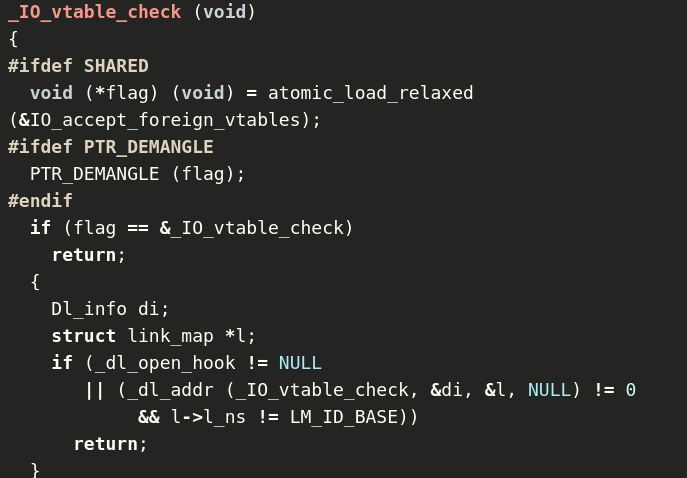 _IO_vtable_check (void)
{
#ifdef SHARED
  void (*flag) (void) = atomic_load_relaxed
(&IO_accept_foreign_vtables);
#ifdef PTR_DEMANGLE
  PTR_DEMANGLE (flag);
#endif
  if (flag == &_IO_vtable_check)
    return;
  {
    Dl_info di;
    struct link_map *l;
    if (_dl_open_hook != NULL
       || (_dl_addr (_IO_vtable_check, &di, &l, NULL) != 0
            && l->l_ns != LM_ID_BASE))
      return;
  }